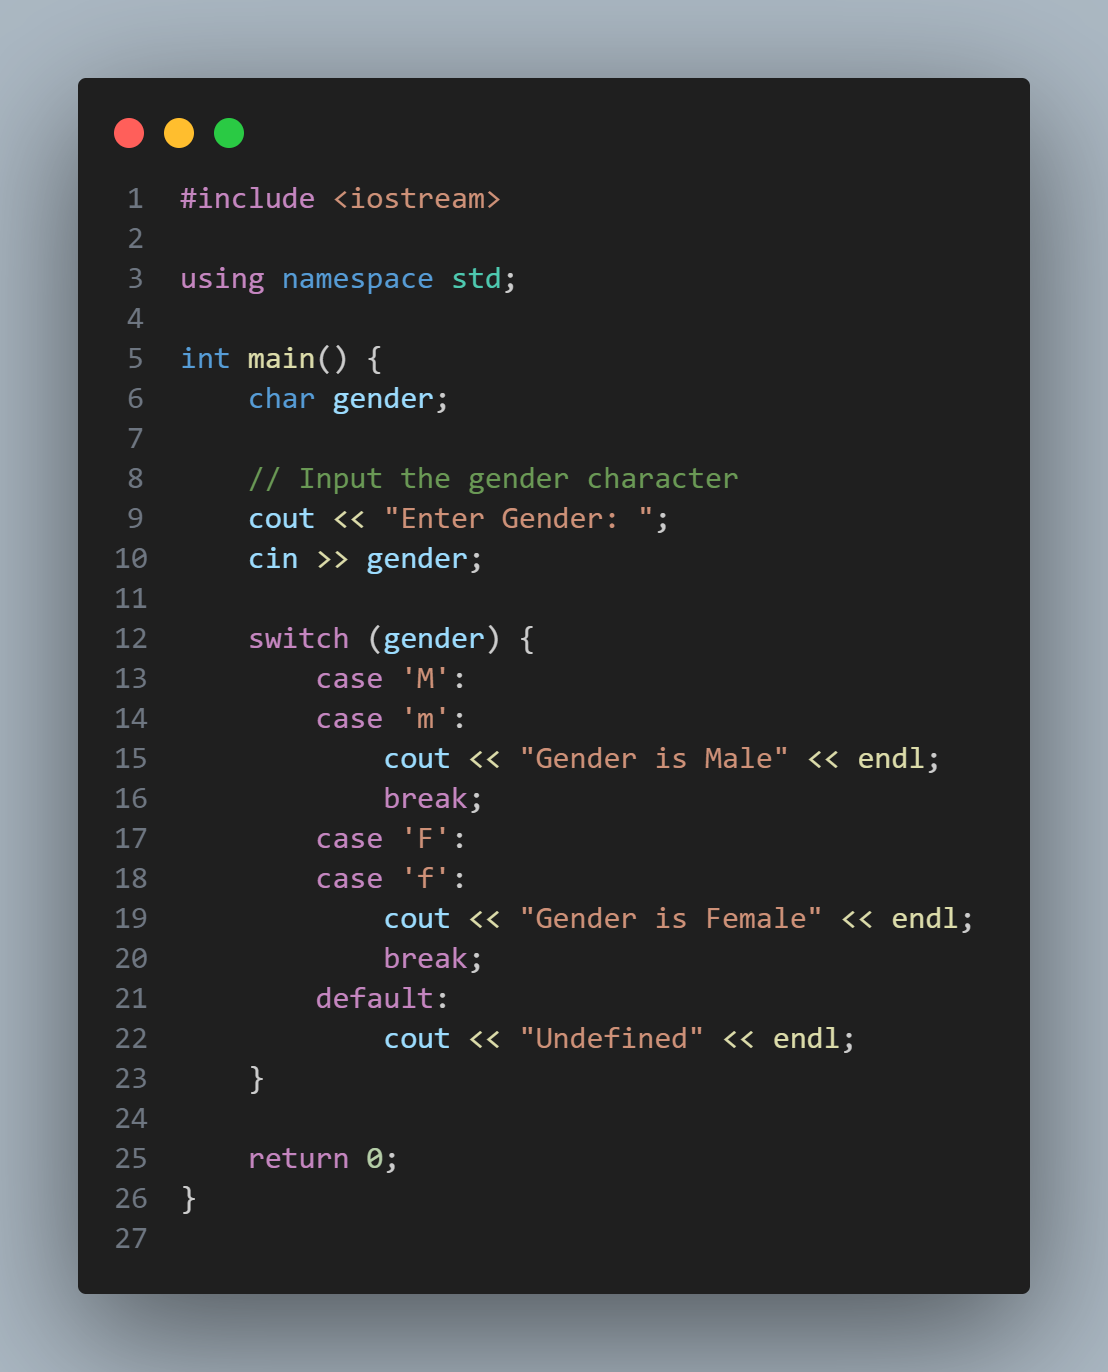 1 #include <iostream>
2
3 using namespace std;
4
5 int main() {
6     char gender;
7
8     // Input the gender character
9     cout << "Enter Gender: ";
10     cin >> gender;
11
12     switch (gender) {
13         case 'M':
14         case 'm':
15             cout << "Gender is Male" << endl;
16             break;
17         case 'F':
18         case 'f':
19             cout << "Gender is Female" << endl;
20             break;
21         default:
22             cout << "Undefined" << endl;
23     }
24
25     return 0;
26 }
27